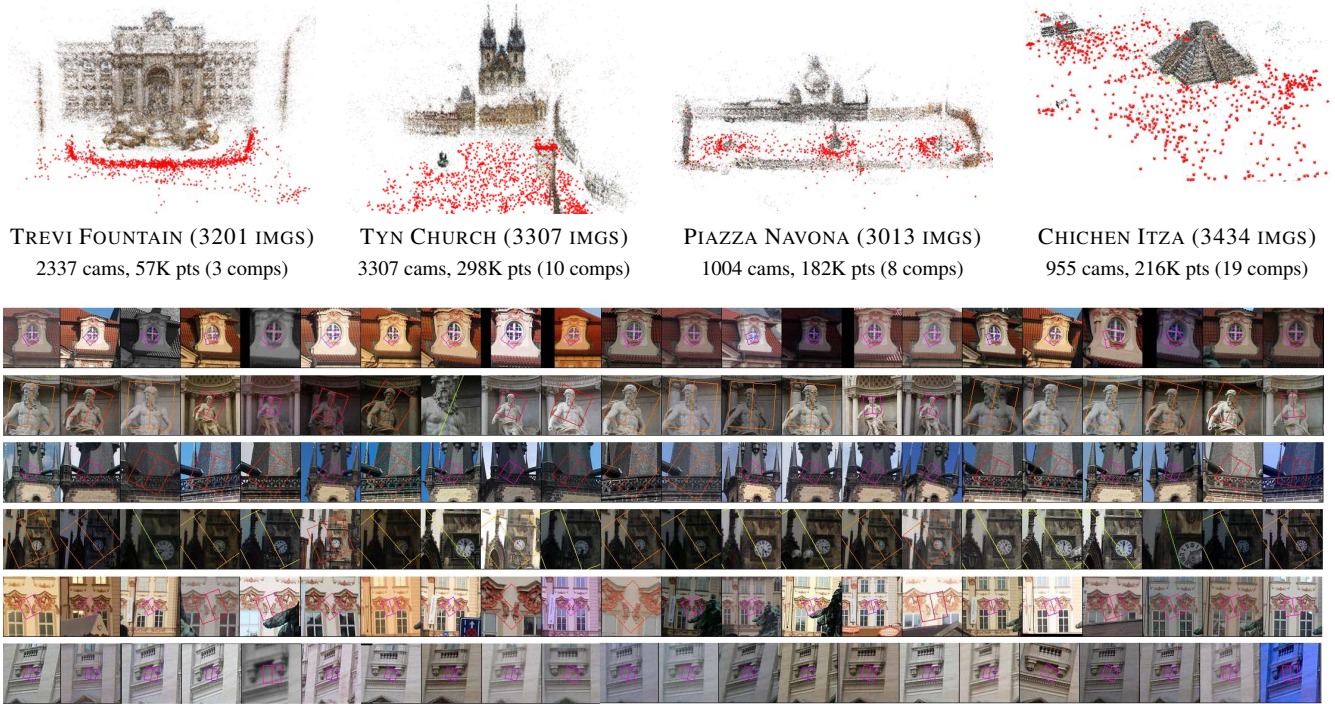 TREVI FOUNTAIN (3201 IMGS)
2337 cams, 57K pts (3 comps)
TYN CHURCH (3307 IMGS)
3307 cams, 298K pts (10 comps)
PIAZZA NAVONA (3013 IMGS)
1004 cams, 182K pts (8 comps)
CHICHEN ITZA (3434 IMGS)
955 cams, 216K pts (19 comps)